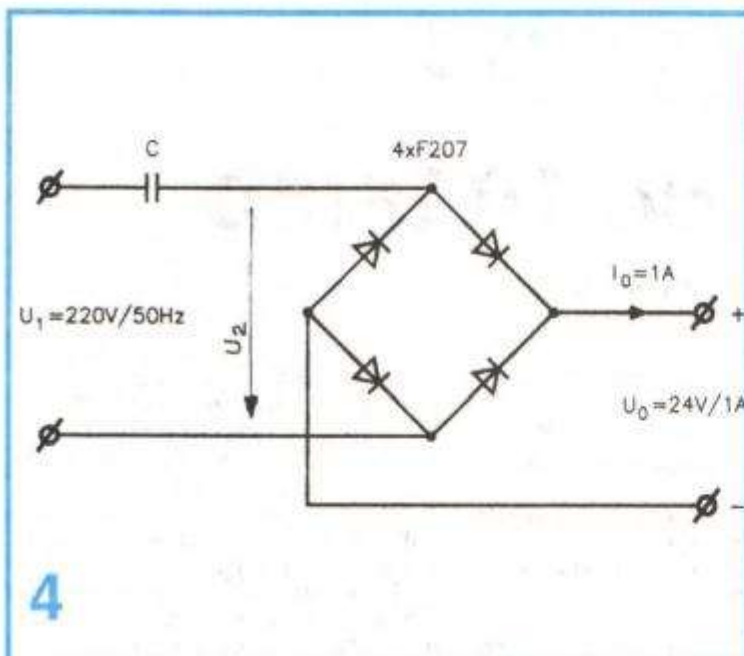 C
4xF207
I₀=1A
U₁=220V/50Hz
U₂
+
U₀=24V/1A
−
4